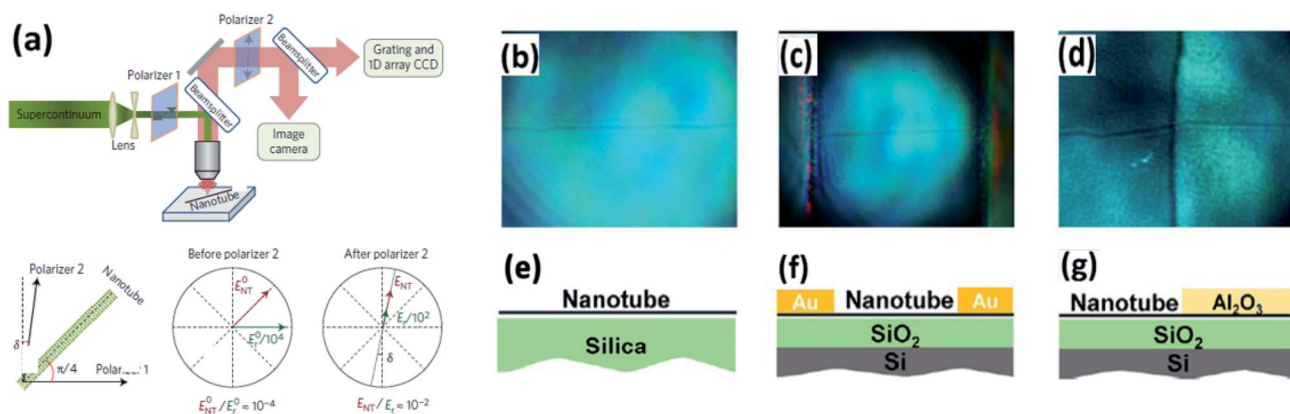 (a)
Polarizer 2
Beamsplitter
Grating and
1D array CCD
Polarizer 1
Beamsplitter
Supercontinuum
Lens
Image
camera
Nanotube
Polarizer 2
Nanotube
δ
π/4
Before polarizer 2
E⁰NT
E⁰r/10⁴
E⁰NT/E⁰r ≈ 10⁻⁴
After polarizer 2
ENT
Er/10²
δ
ENT/Er ≈ 10⁻²
(b)
(c)
(d)
(e)
Nanotube
Silica
(f)
Au Nanotube Au
SiO₂
Si
(g)
Nanotube Al₂O₃
SiO₂
Si